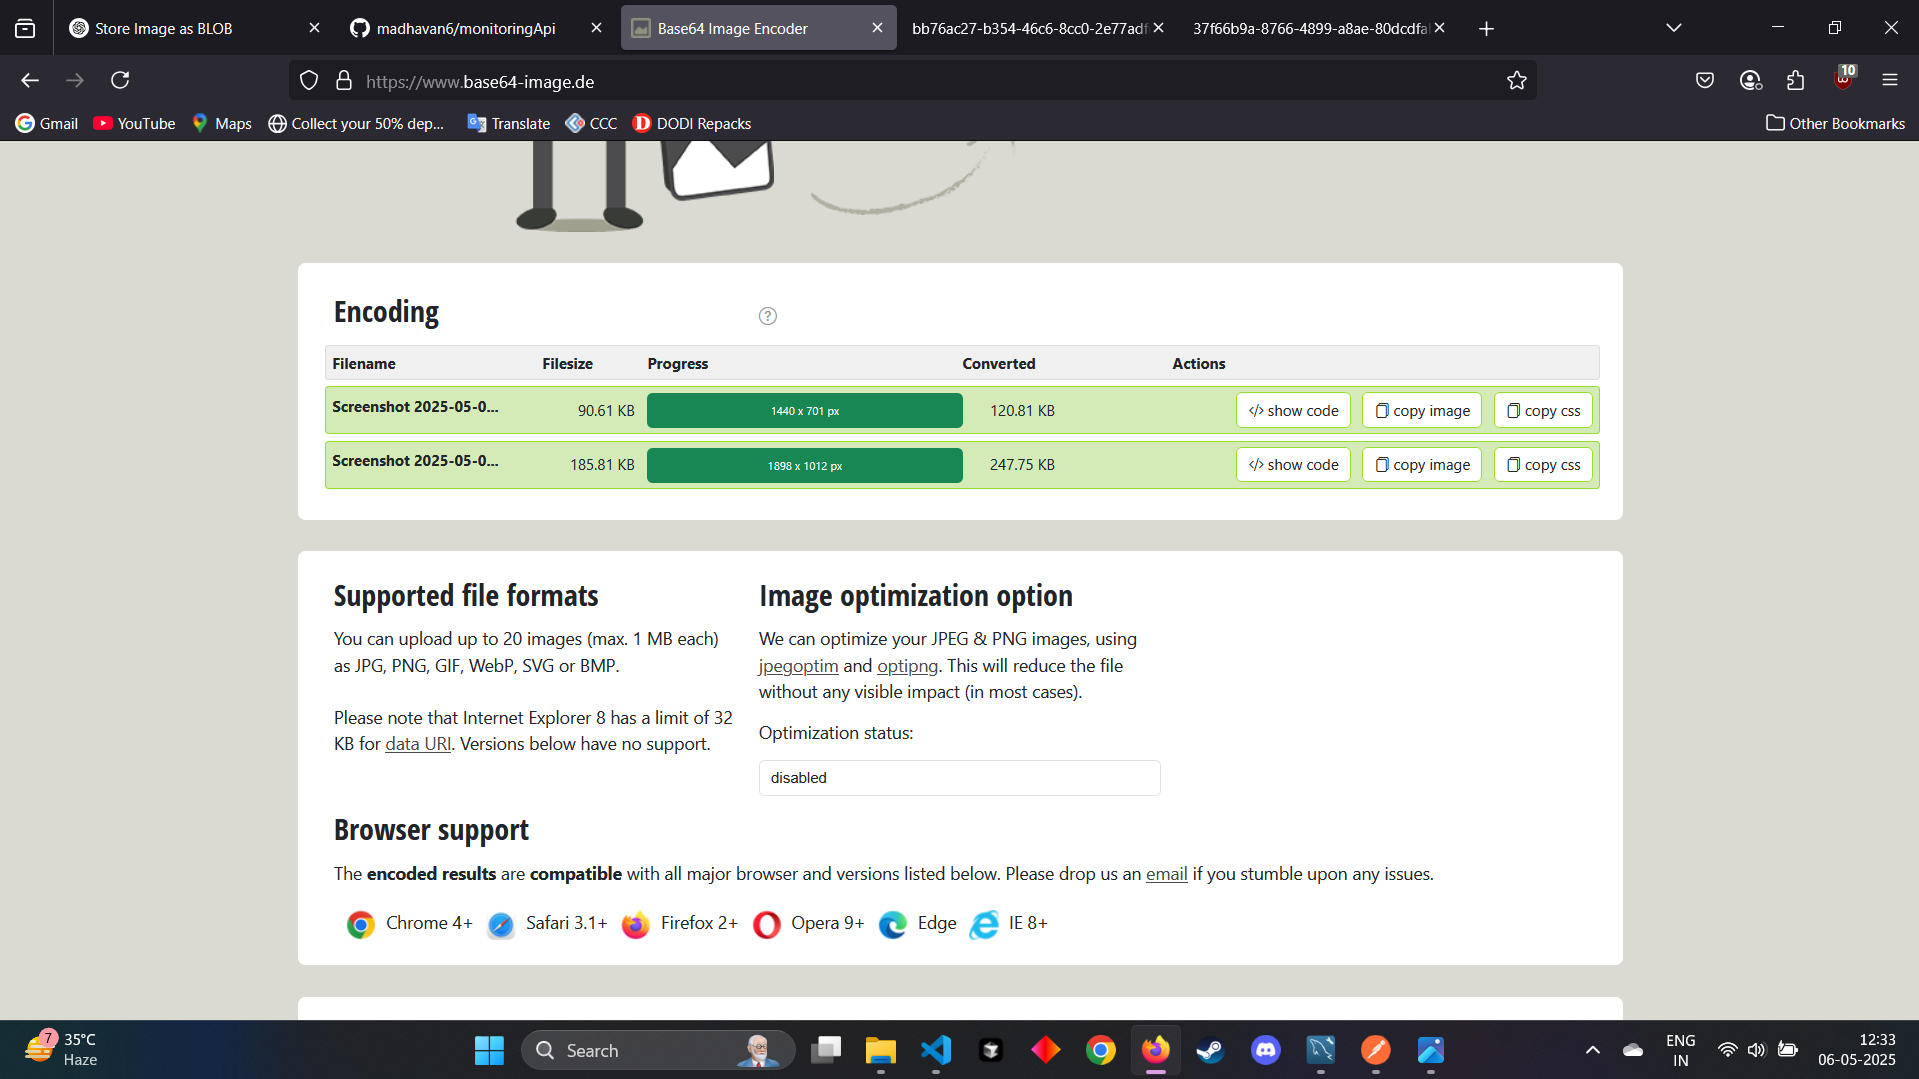 Store Image as BLOB
madhavan6/monitoringApi
Base64 Image Encoder
bb76ac27-b354-46c6-8cc0-2e77adf
37f66b9a-8766-4899-a8ae-80dcdfa
https://www.base64-image.de
10
Gmail
YouTube
Maps
Collect your 50% dep...
Translate
CCC
DODI Repacks
Other Bookmarks
Encoding
?
Filename Filesize Progress Converted Actions
Screenshot 2025-05-0... 90.61 KB 1440 x 701 px 120.81 KB </> show code copy image copy css
Screenshot 2025-05-0... 185.81 KB 1898 x 1012 px 247.75 KB </> show code copy image copy css
Supported file formats
You can upload up to 20 images (max. 1 MB each)
as JPG, PNG, GIF, WebP, SVG or BMP.
Please note that Internet Explorer 8 has a limit of 32
KB for data URI. Versions below have no support.
Image optimization option
We can optimize your JPEG & PNG images, using
jpegoptim and optipng. This will reduce the file
without any visible impact (in most cases).
Optimization status:
disabled
Browser support
The encoded results are compatible with all major browser and versions listed below. Please drop us an email if you stumble upon any issues.
Chrome 4+ Safari 3.1+ Firefox 2+ Opera 9+ Edge IE 8+
7
35°C
Haze
Search
ENG
IN
12:33
06-05-2025